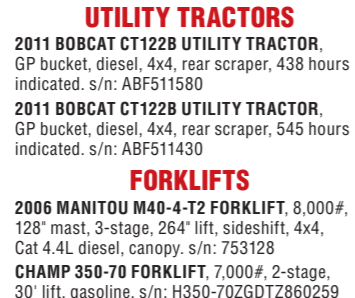 UTILITY TRACTORS
2011 BOBCAT CT122B UTILITY TRACTOR,
GP bucket, diesel, 4x4, rear scraper, 438 hours
indicated. s/n: ABF511580
2011 BOBCAT CT122B UTILITY TRACTOR,
GP bucket, diesel, 4x4, rear scraper, 545 hours
indicated. s/n: ABF511430
FORKLIFTS
2006 MANITOU M40-4-T2 FORKLIFT, 8,000#,
128" mast, 3-stage, 264" lift, sideshift, 4x4,
Cat 4.4L diesel, canopy. s/n: 753128
CHAMP 350-70 FORKLIFT, 7,000#, 2-stage,
30' lift, gasoline. s/n: H350-70ZGDTZ860259